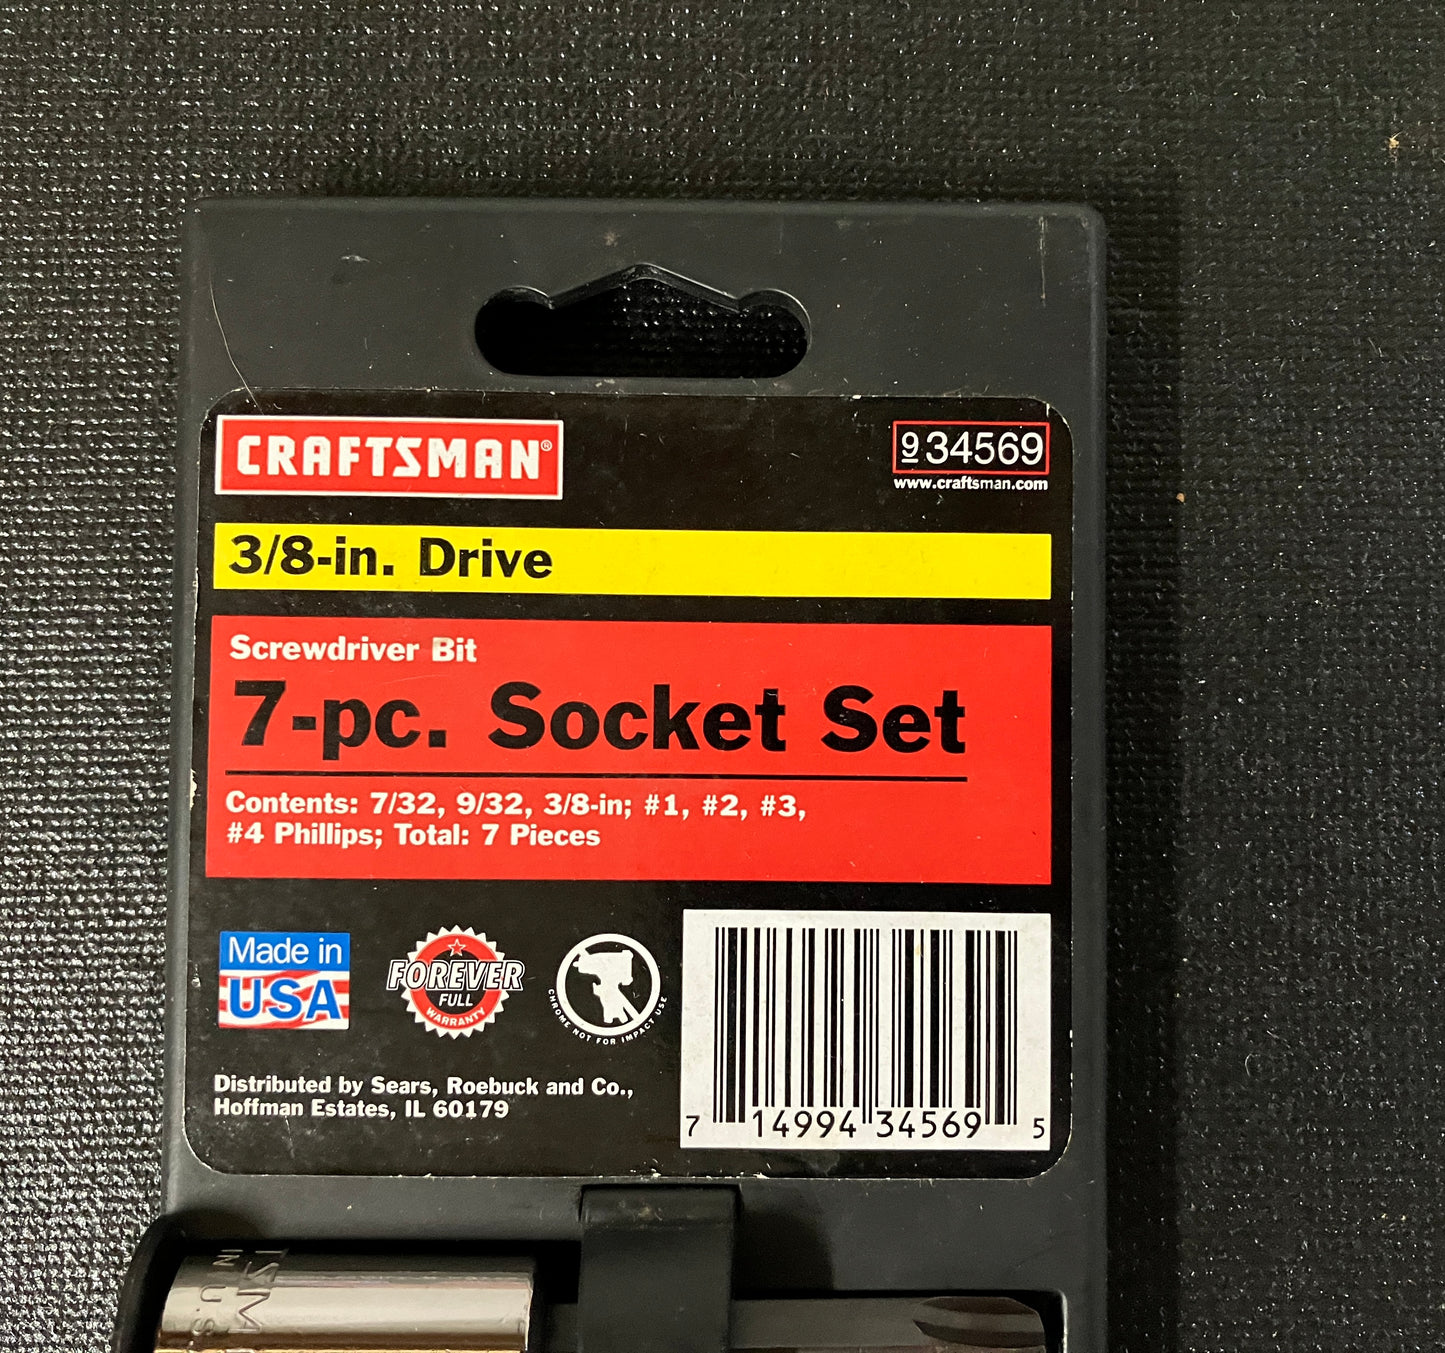 CRAFTSMAN®
934569
www.craftsman.com
3/8-in. Drive
Screwdriver Bit
7-pc. Socket Set
Contents: 7/32, 9/32, 3/8-in; #1, #2, #3,
#4 Phillips; Total: 7 Pieces
Made in
USA
FOREVER
FULL
WARRANTY
CHROME NOT FOR IMPACT USE
Distributed by Sears, Roebuck and Co.,
Hoffman Estates, IL 60179
7 14994 34569 5